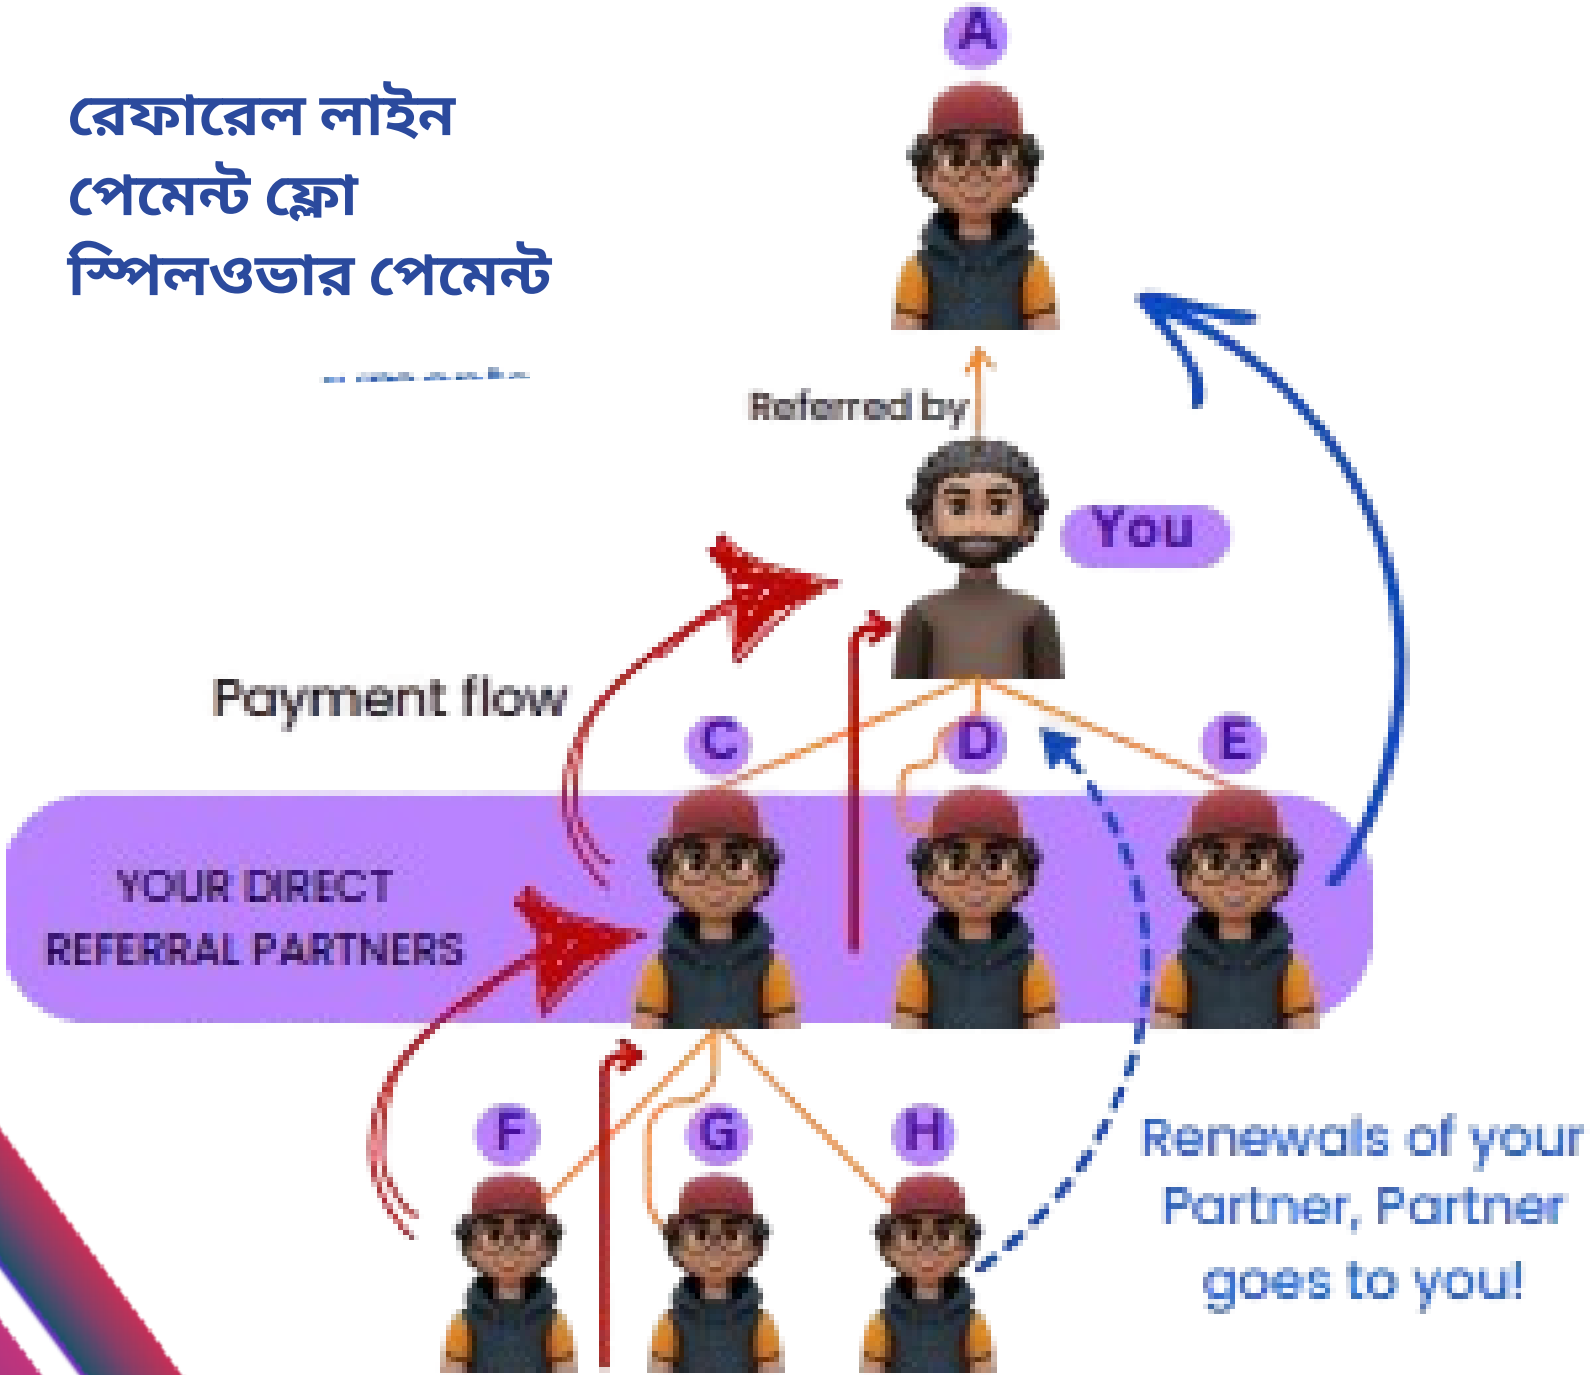 রেফারেল লাইন
পেমেন্ট ফ্লো
স্পিলওভার পেমেন্ট
A
Referred by
You
Payment flow
C
D
E
YOUR DIRECT
REFERRAL PARTNERS
F
G
H
Renewals of your
Partner, Partner
goes to you!